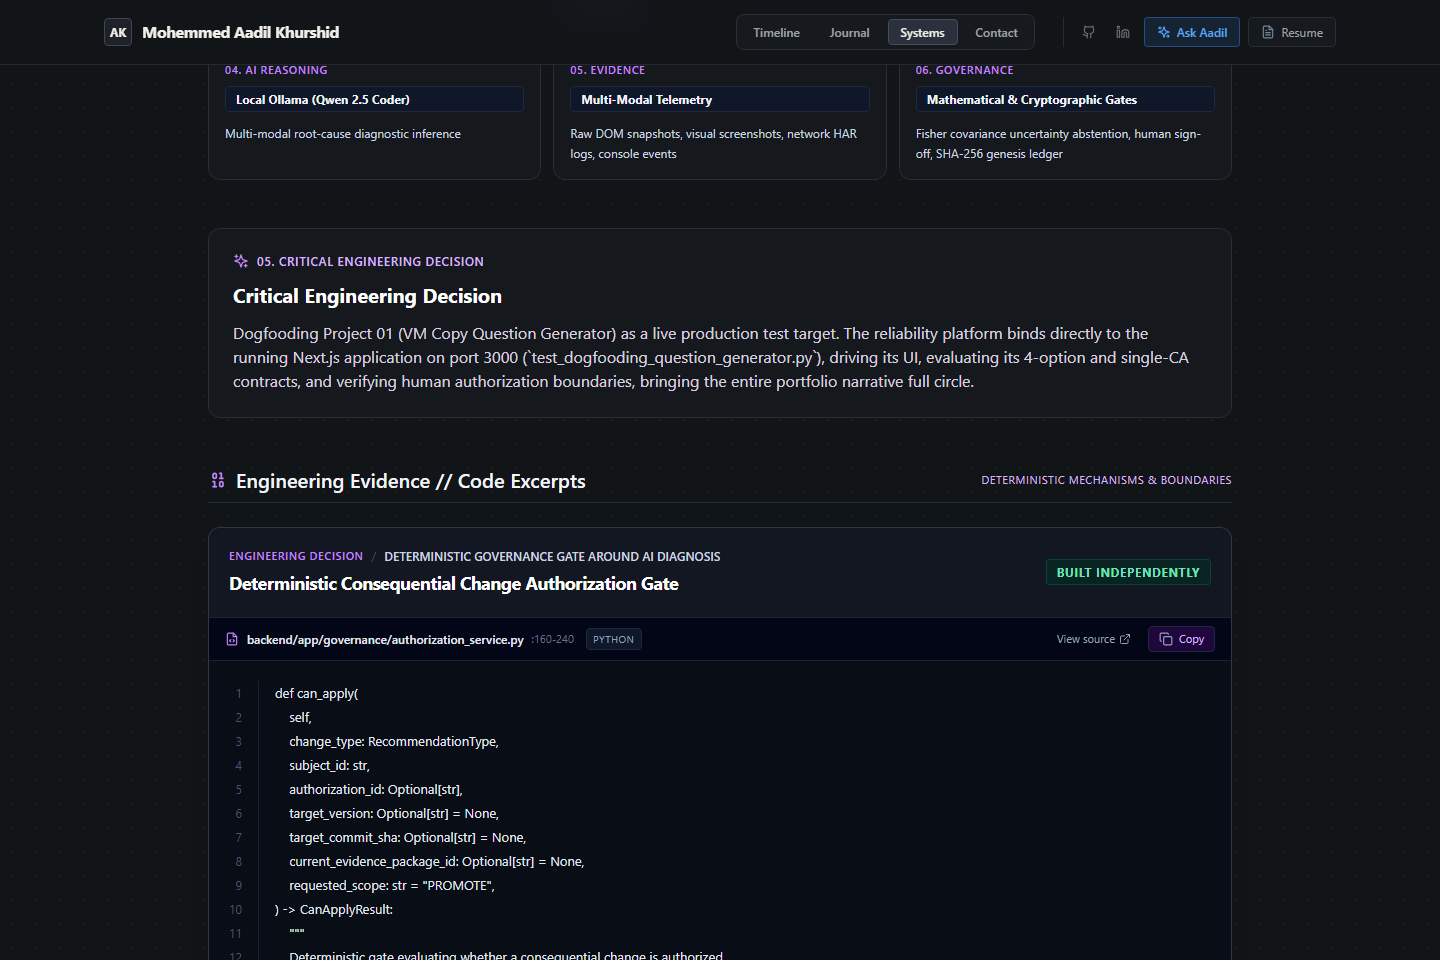 AK Mohemmed Aadil Khurshid Timeline Journal Systems Contact Ask Aadil Resume
04. AI REASONING
Local Ollama (Qwen 2.5 Coder)
Multi-modal root-cause diagnostic inference
05. EVIDENCE
Multi-Modal Telemetry
Raw DOM snapshots, visual screenshots, network HAR
logs, console events
06. GOVERNANCE
Mathematical & Cryptographic Gates
Fisher covariance uncertainty abstention, human sign-
off, SHA-256 genesis ledger
05. CRITICAL ENGINEERING DECISION
Critical Engineering Decision
Dogfooding Project 01 (VM Copy Question Generator) as a live production test target. The reliability platform binds directly to the
running Next.js application on port 3000 (`test_dogfooding_question_generator.py`), driving its UI, evaluating its 4-option and single-CA
contracts, and verifying human authorization boundaries, bringing the entire portfolio narrative full circle.
Engineering Evidence // Code Excerpts
DETERMINISTIC MECHANISMS & BOUNDARIES
ENGINEERING DECISION / DETERMINISTIC GOVERNANCE GATE AROUND AI DIAGNOSIS
Deterministic Consequential Change Authorization Gate
BUILT INDEPENDENTLY
backend/app/governance/authorization_service.py :160-240 PYTHON View source Copy
1 def can_apply(
2 self,
3 change_type: RecommendationType,
4 subject_id: str,
5 authorization_id: Optional[str],
6 target_version: Optional[str] = None,
7 target_commit_sha: Optional[str] = None,
8 current_evidence_package_id: Optional[str] = None,
9 requested_scope: str = "PROMOTE",
10 ) -> CanApplyResult:
11 """
12 Deterministic gate evaluating whether a consequential change is authorized